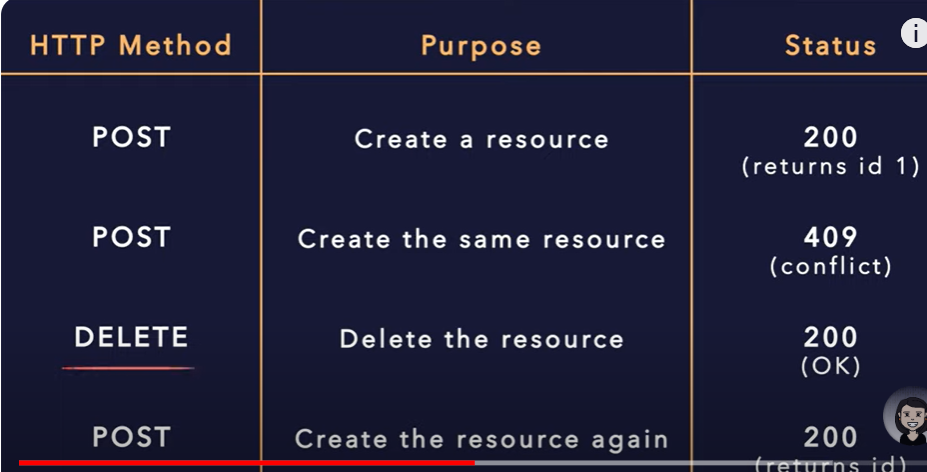 HTTP Method Purpose Status
i
POST Create a resource 200
(returns id 1)
POST Create the same resource 409
(conflict)
DELETE Delete the resource 200
(OK)
POST Create the resource again 200
(returns id)